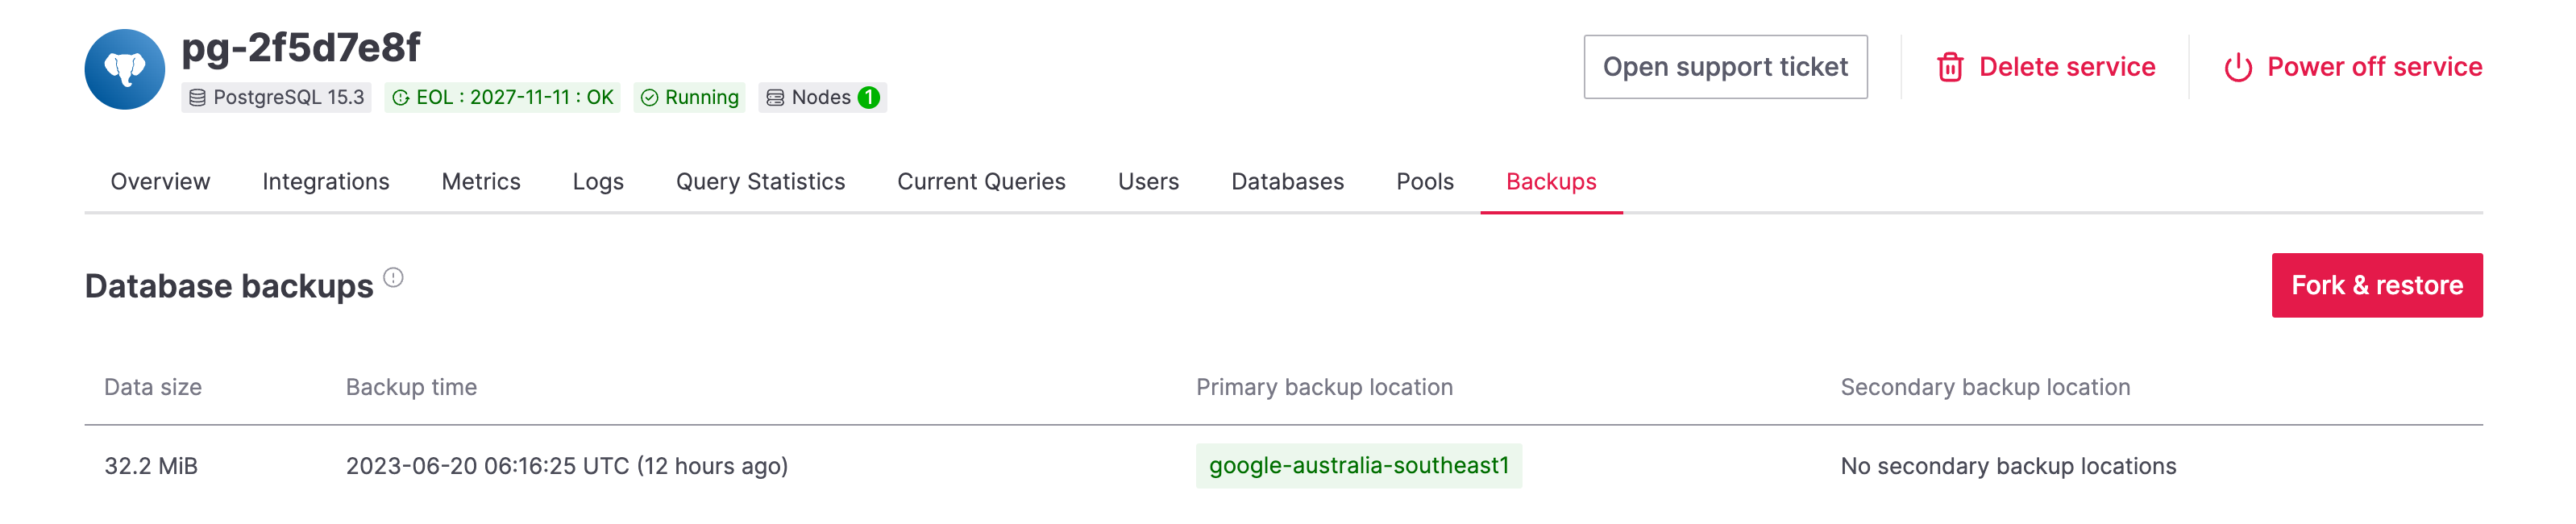 pg-2f5d7e8f
PostgreSQL 15.3 EOL : 2027-11-11 : OK Running Nodes 1
Open support ticket Delete service Power off service
Overview Integrations Metrics Logs Query Statistics Current Queries Users Databases Pools Backups
Database backups
Fork & restore
Data size Backup time Primary backup location Secondary backup location
32.2 MiB 2023-06-20 06:16:25 UTC (12 hours ago) google-australia-southeast1 No secondary backup locations